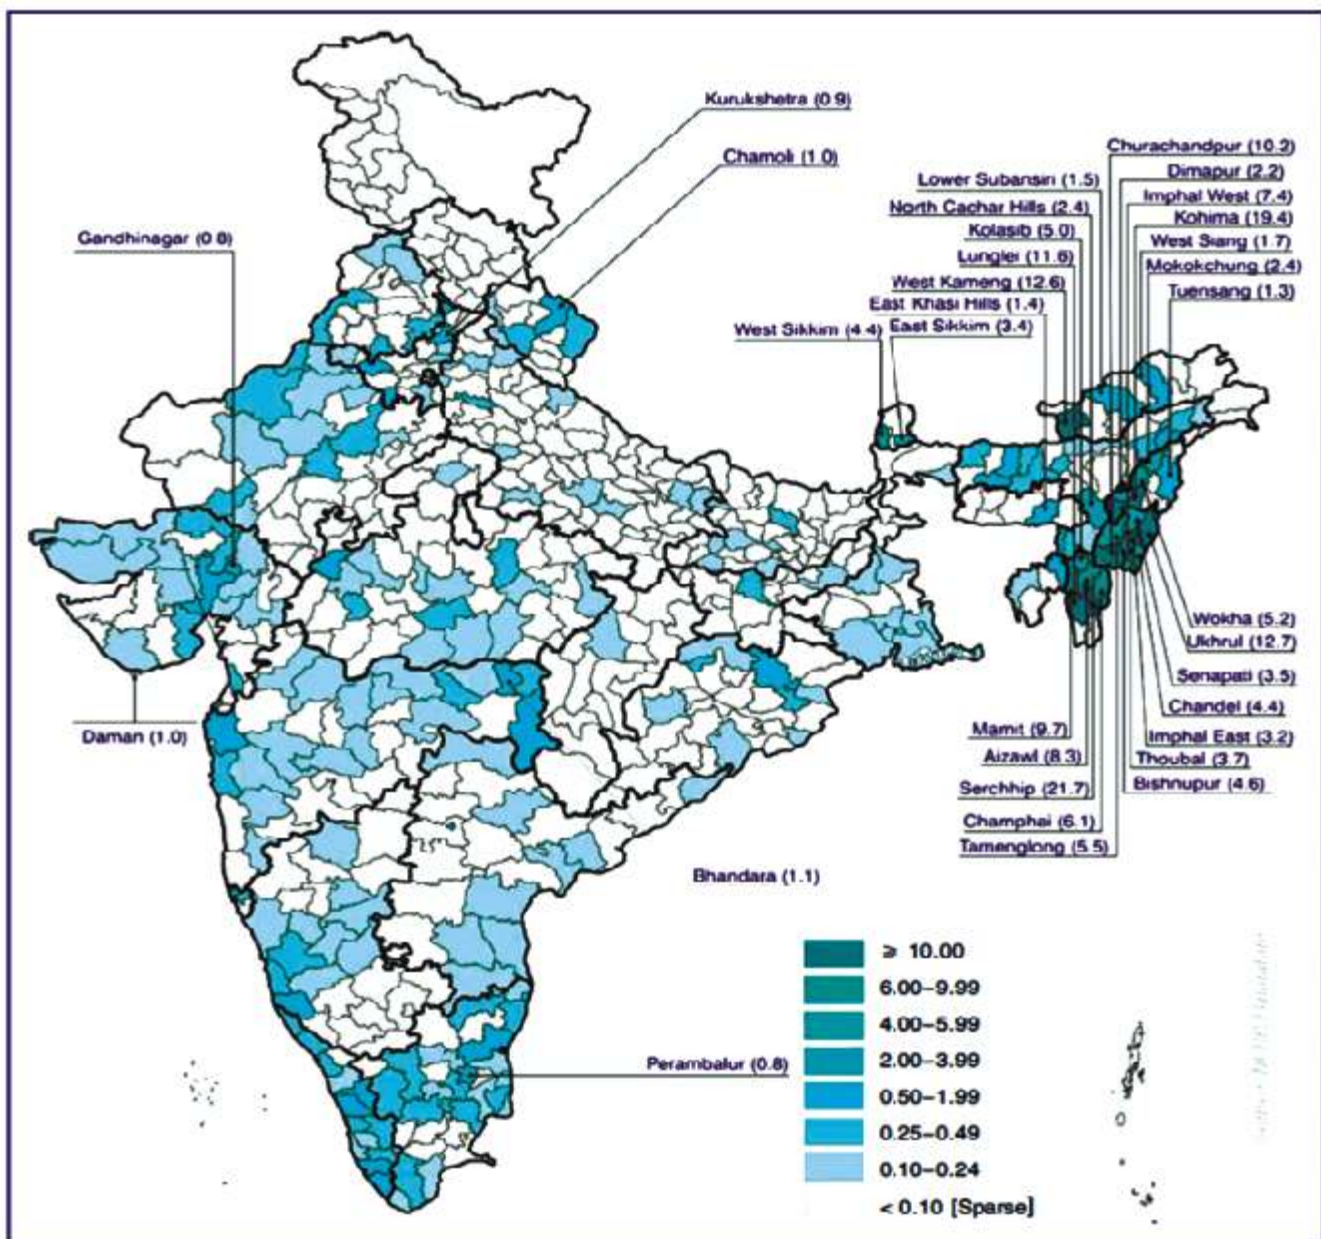 Kurukshetra (0.9)
Chamoli (1.0)
Gandhinagar (0.8)
Churachandpur (10.2)
Dimapur (2.2)
Lower Subansiri (1.5)
Imphal West (7.4)
North Cachar Hills (2.4)
Kohima (19.4)
Kolasib (5.0)
West Siang (1.7)
Lunglei (11.6)
Mokokchung (2.4)
West Kameng (12.6)
Tuensang (1.3)
East Khasi Hills (1.4)
West Sikkim (4.4)
East Sikkim (3.4)
Wokha (5.2)
Ukhrul (12.7)
Senapati (3.5)
Chandel (4.4)
Imphal East (3.2)
Thoubal (3.7)
Bishnupur (4.6)
Mamit (9.7)
Aizawl (8.3)
Serchhip (21.7)
Champhai (6.1)
Tamenglong (5.5)
Daman (1.0)
Bhandara (1.1)
Perambalur (0.8)
⩾ 10.00
6.00–9.99
4.00–5.99
2.00–3.99
0.50–1.99
0.25–0.49
0.10–0.24
< 0.10 [Sparse]